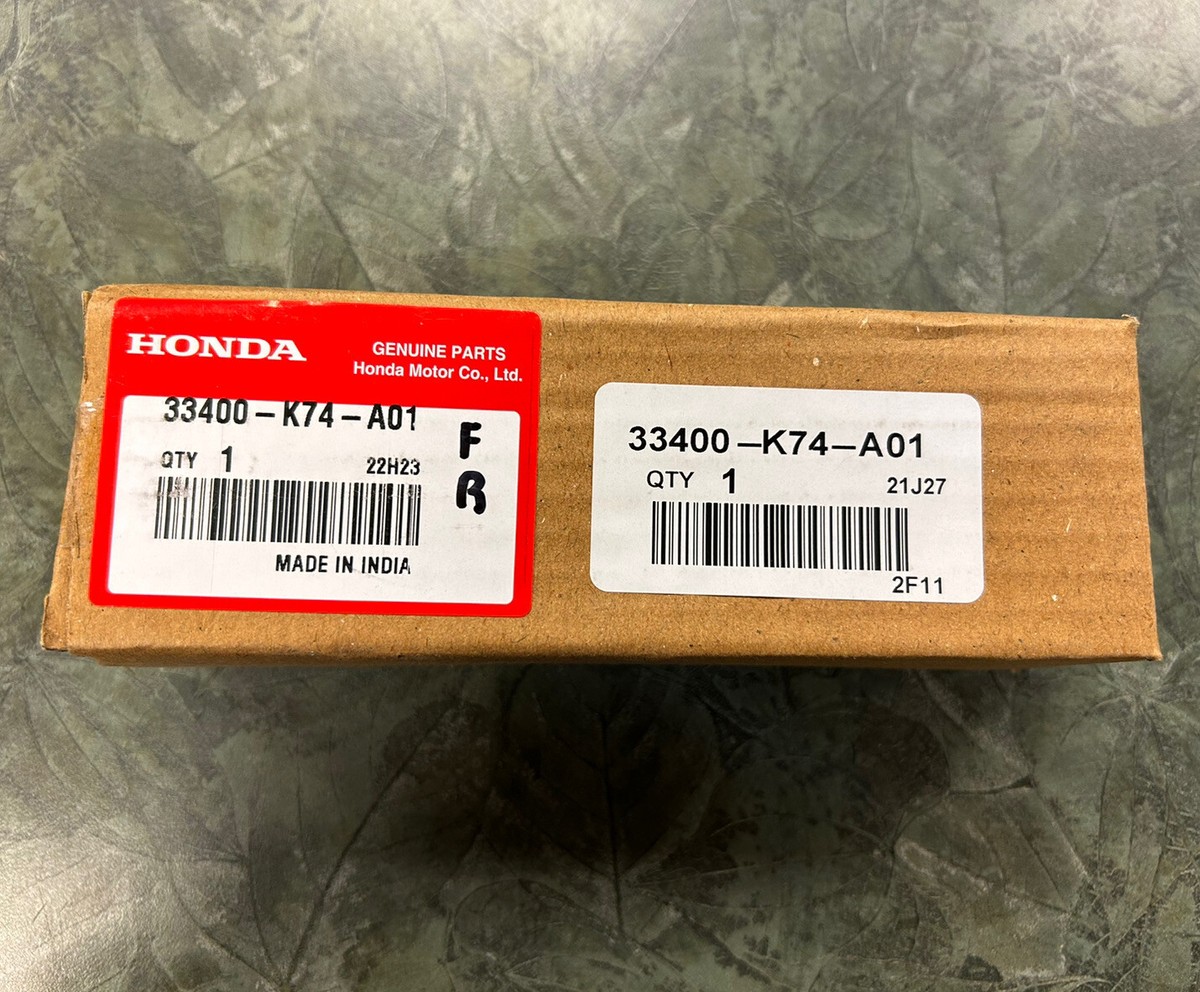 HONDA
GENUINE PARTS
Honda Motor Co., Ltd.
33400-K74-A01
F
QTY 1 22H23
R
MADE IN INDIA
33400-K74-A01
QTY 1 21J27
2F11